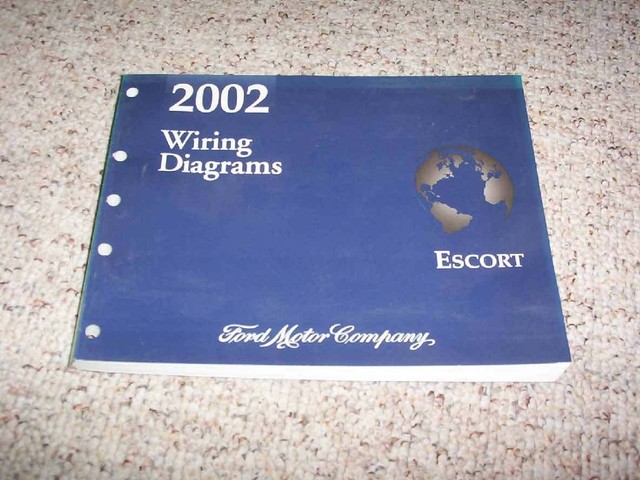 2002
Wiring
Diagrams
ESCORT
Ford Motor Company